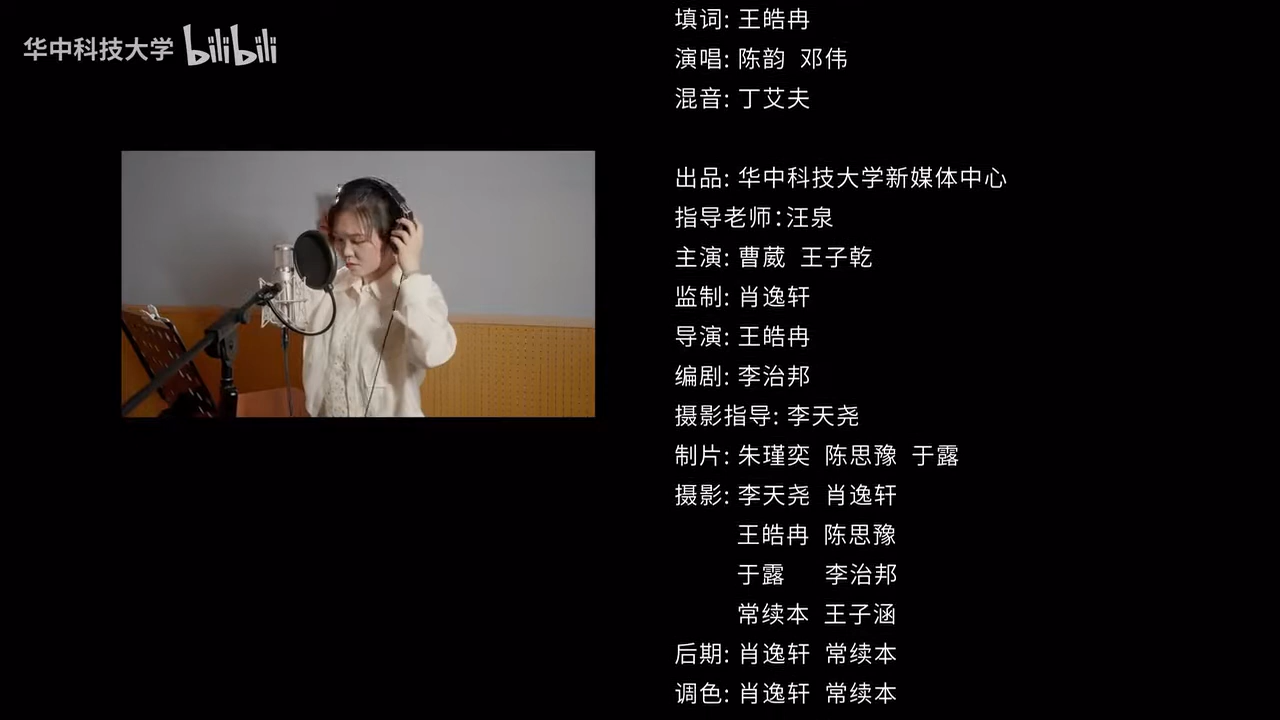 华中科技大学 bilibili
填词: 王皓冉
演唱: 陈韵 邓伟
混音: 丁艾夫
出品: 华中科技大学新媒体中心
指导老师:汪泉
主演: 曹葳 王子乾
监制: 肖逸轩
导演: 王皓冉
编剧: 李治邦
摄影指导: 李天尧
制片: 朱瑾奕 陈思豫 于露
摄影: 李天尧 肖逸轩
王皓冉 陈思豫
于露 李治邦
常续本 王子涵
后期: 肖逸轩 常续本
调色: 肖逸轩 常续本